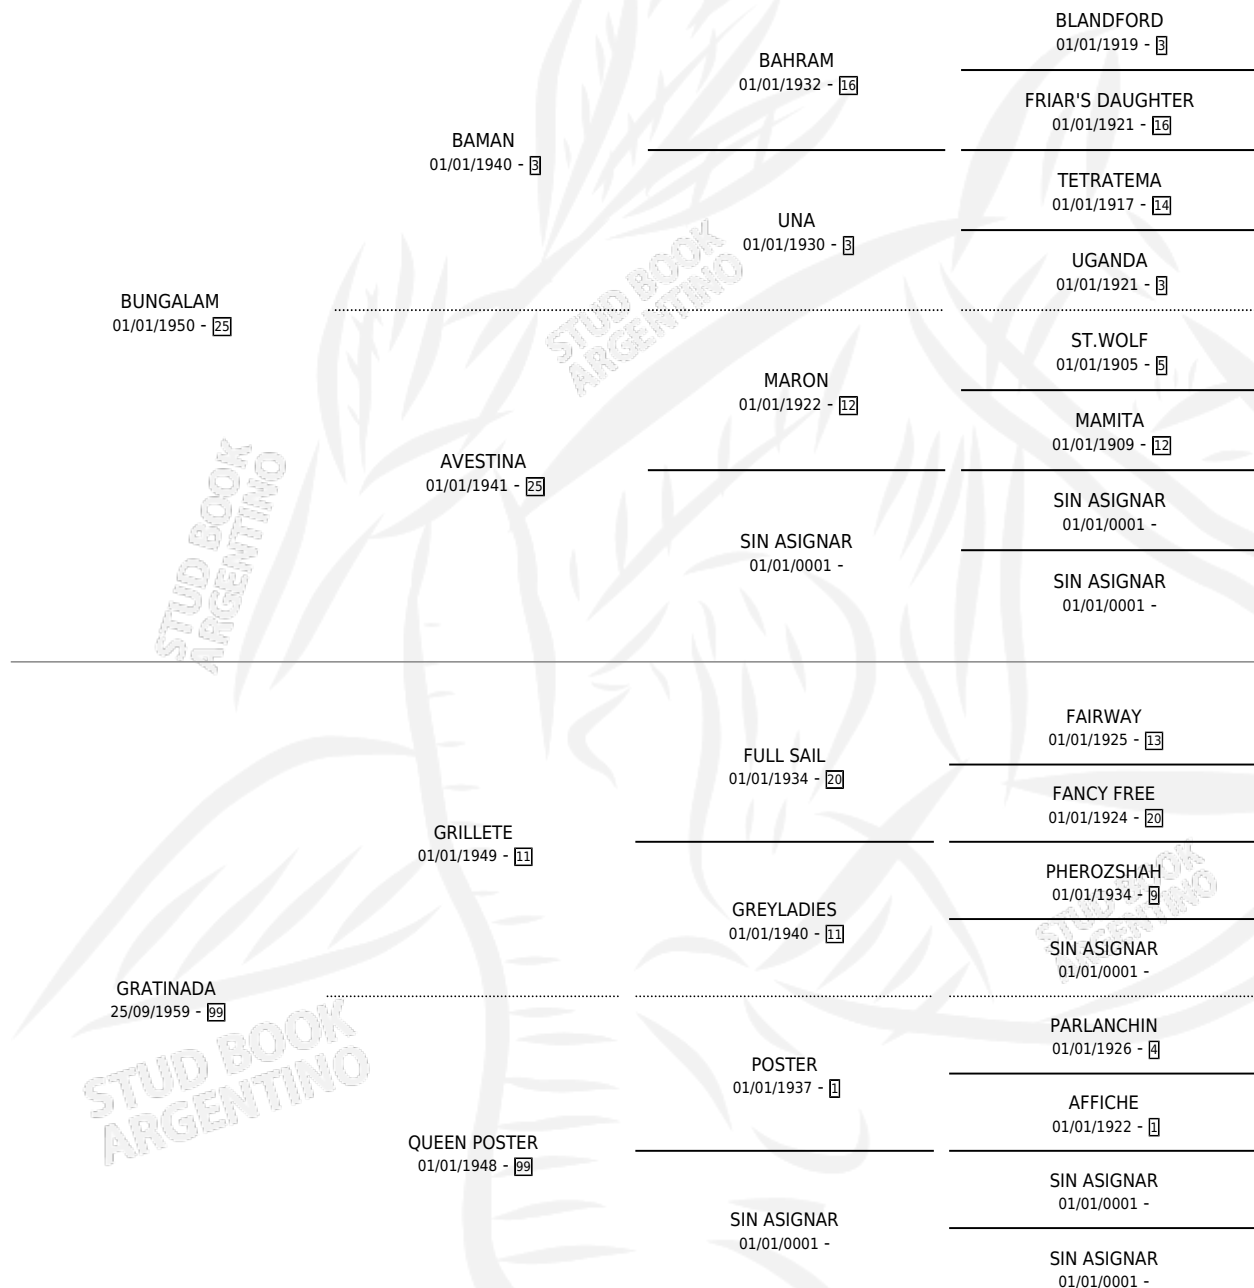 BUNGALAM
01/01/1950 - 25
BAMAN
01/01/1940 - 3
AVESTINA
01/01/1941 - 25
BAHRAM
01/01/1932 - 16
UNA
01/01/1930 - 3
MARON
01/01/1922 - 12
SIN ASIGNAR
01/01/0001 -
BLANDFORD
01/01/1919 - 3
FRIAR'S DAUGHTER
01/01/1921 - 16
TETRATEMA
01/01/1917 - 14
UGANDA
01/01/1921 - 3
ST.WOLF
01/01/1905 - 5
MAMITA
01/01/1909 - 12
SIN ASIGNAR
01/01/0001 -
SIN ASIGNAR
01/01/0001 -
GRATINADA
25/09/1959 - 99
GRILLETE
01/01/1949 - 11
QUEEN POSTER
01/01/1948 - 99
FULL SAIL
01/01/1934 - 20
GREYLADIES
01/01/1940 - 11
POSTER
01/01/1937 - 1
SIN ASIGNAR
01/01/0001 -
FAIRWAY
01/01/1925 - 13
FANCY FREE
01/01/1924 - 20
PHEROZSHAH
01/01/1934 - 9
SIN ASIGNAR
01/01/0001 -
PARLANCHIN
01/01/1926 - 4
AFFICHE
01/01/1922 - 1
SIN ASIGNAR
01/01/0001 -
SIN ASIGNAR
01/01/0001 -
STUD BOOK
ARGENTINO
STUD BOOK
ARGENTINO
STUD BOOK
ARGENTINO
STUD BOOK
ARGENTINO